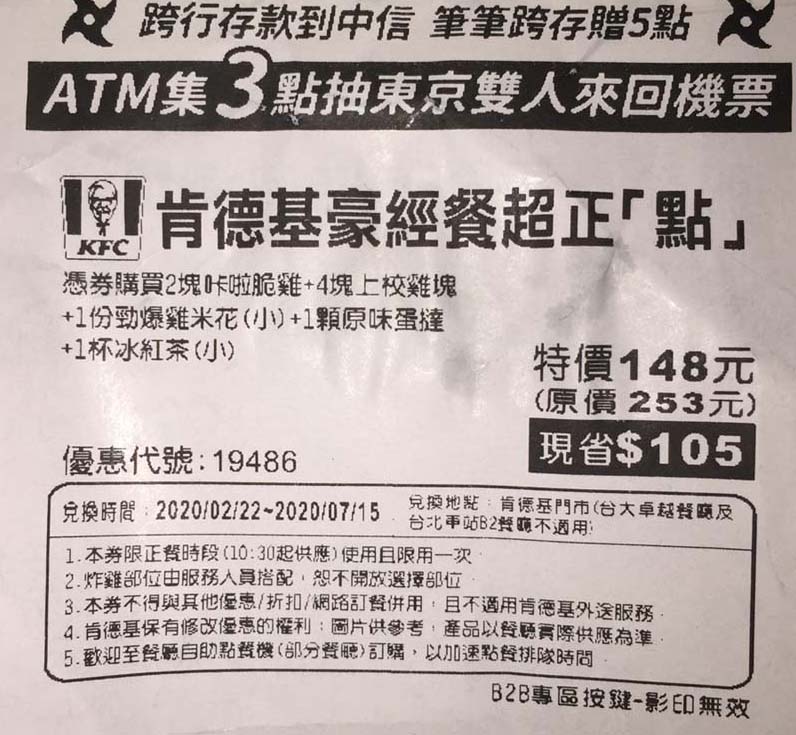 跨行存款到中信 筆筆跨存贈5點
ATM集3點抽東京雙人來回機票
KFC
肯德基豪經餐超正「點」
憑券購買2塊咔啦脆雞+4塊上校雞塊
+1份勁爆雞米花(小)+1顆原味蛋撻
+1杯冰紅茶(小)
特價148元
(原價253元)
現省$105
優惠代號:19486
兌換時間:2020/02/22~2020/07/15
兌換地點:肯德基門市(台大卓越餐廳及
台北車站B2餐廳不適用)
1.本券限正餐時段(10:30起供應)使用且限用一次。
2.炸雞部位由服務人員搭配,恕不開放選擇部位。
3.本券不得與其他優惠/折扣/網路訂餐併用,且不適用肯德基外送服務。
4.肯德基保有修改優惠的權利;圖片供參考,產品以餐廳實際供應為準。
5.歡迎至餐廳自助點餐機(部分餐廳)訂購,以加速點餐排隊時間。
B2B專區按鍵-影印無效